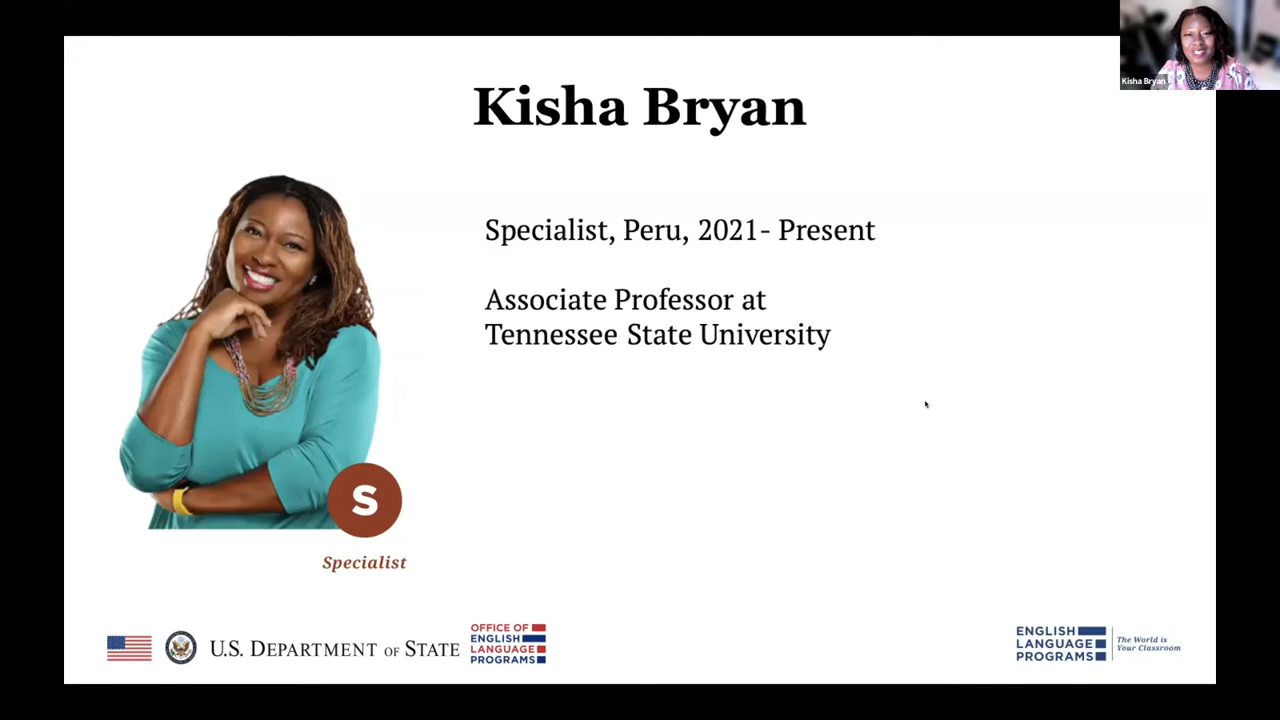 Kisha Bryan
Kisha Bryan
Specialist, Peru, 2021- Present
Associate Professor at
Tennessee State University
S
Specialist
U.S. DEPARTMENT OF STATE
OFFICE OF
ENGLISH
LANGUAGE
PROGRAMS
ENGLISH
LANGUAGE
PROGRAMS
The World is
Your Classroom